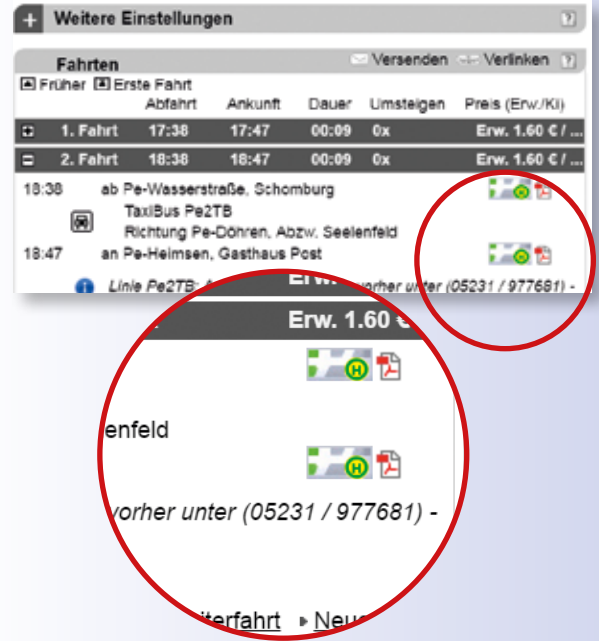 + Weitere Einstellungen ?
Fahrten Versenden Verlinken ?
Früher Erste Fahrt
Abfahrt Ankunft Dauer Umsteigen Preis (Erw./Ki)
1. Fahrt 17:38 17:47 00:09 0x Erw. 1.60 € / ...
2. Fahrt 18:38 18:47 00:09 0x Erw. 1.60 € / ...
18:38 ab Pe-Wasserstraße, Schomburg
TaxiBus Pe2TB
Richtung Pe-Döhren, Abzw. Seelenfeld
18:47 an Pe-Heimsen, Gasthaus Post
Linie Pe2TB: vorher unter (05231 / 977681) -
Erw. 1.60 €
H
enfeld
H
vorher unter (05231 / 977681) -
iterfahrt Neu